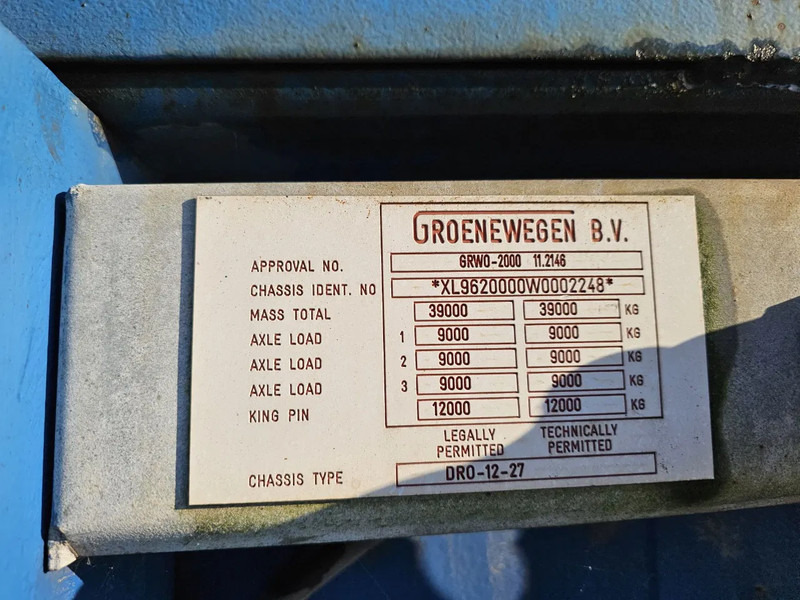 GROENEWEGEN B.V.
APPROVAL NO. GRWO-2000 11.2146
CHASSIS IDENT. NO *XL9620000W0002248*
MASS TOTAL 39000 39000 KG
AXLE LOAD 1 9000 9000 KG
AXLE LOAD 2 9000 9000 KG
AXLE LOAD 3 9000 9000 KG
KING PIN 12000 12000 KG
LEGALLY PERMITTED TECHNICALLY PERMITTED
CHASSIS TYPE DRO-12-27